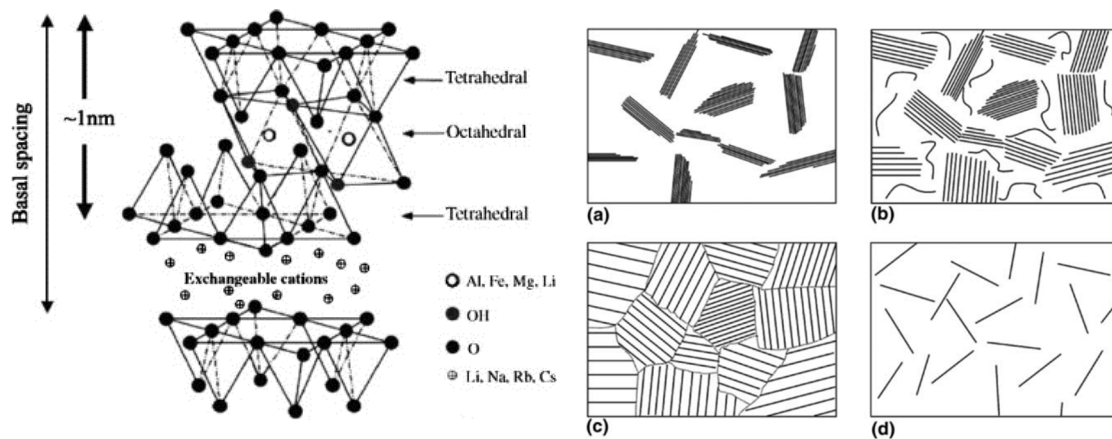 Basal spacing
~1nm
Tetrahedral
Octahedral
Tetrahedral
Exchangeable cations
Al, Fe, Mg, Li
OH
O
Li, Na, Rb, Cs
(a)
(b)
(c)
(d)